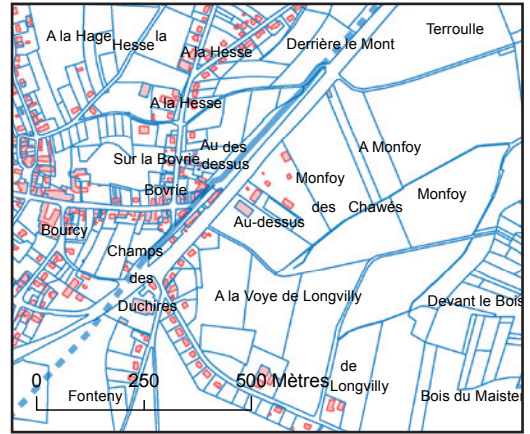 Terroulle
A la Hage
Hesse la
A la Hesse
Derrière le Mont
A la Hesse
Sur la Bovrie
Au des
dessus
A Monfoy
Bovrie
Monfoy
des
Chawès
Monfoy
Au-dessus
Bourcy
Champs
des
Duchires
A la Voye de Longvilly
Devant le Bois
de
Longvilly
Bois du Maister
Fonteny
0 250 500 Mètres